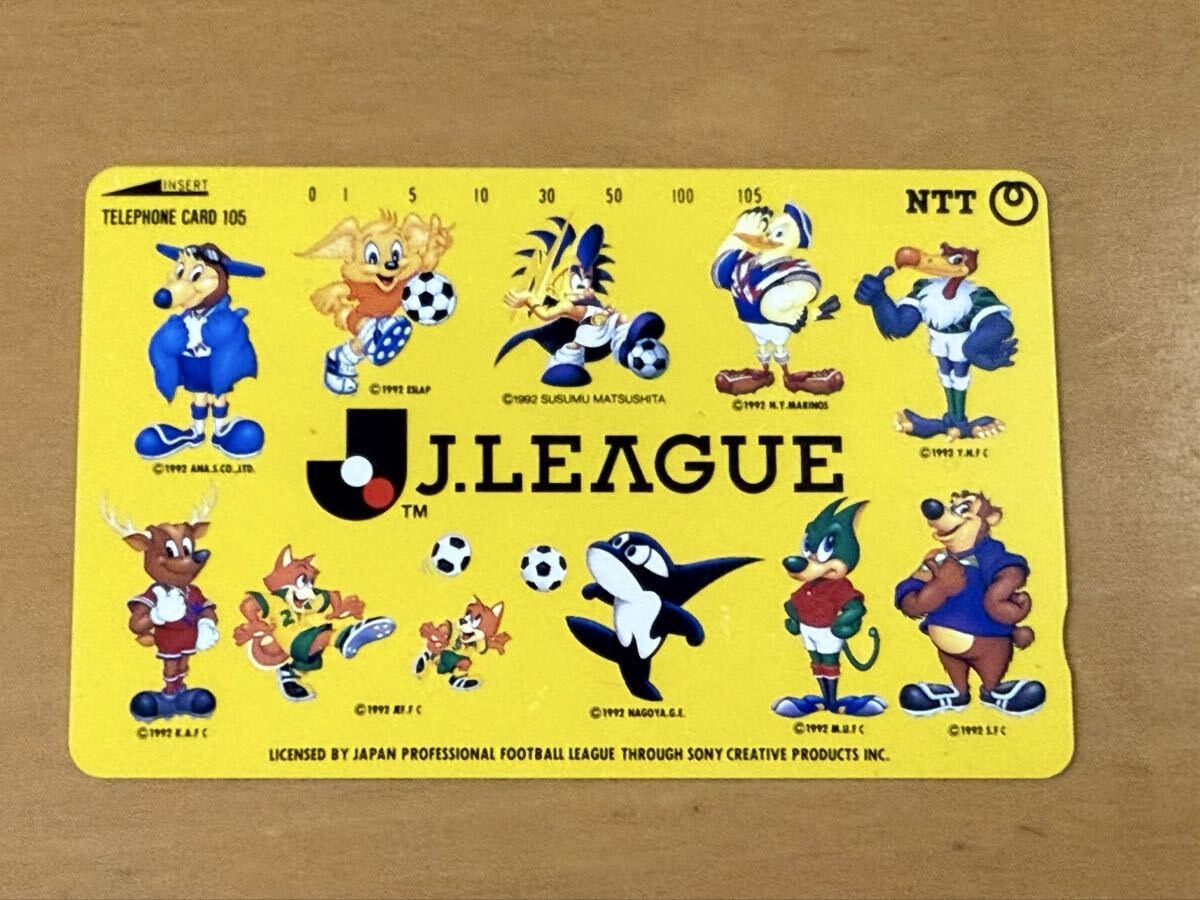 INSERT
0 1 5 10 30 50 100 105
NTT
TELEPHONE CARD 105
©1992 ESLAP
©1992 SUSUMU MATSUSHITA
©1992 N.Y.MARINOS
©1992 Y.N.F C
©1992 ANA.S.CO.,LTD.
J.LEAGUE
TM
2
©1992 K.A.F C
©1992 JEF.F C
©1992 NAGOYA.G.E.
©1992 M.U.F C
©1992 S.F.C
LICENSED BY JAPAN PROFESSIONAL FOOTBALL LEAGUE THROUGH SONY CREATIVE PRODUCTS INC.